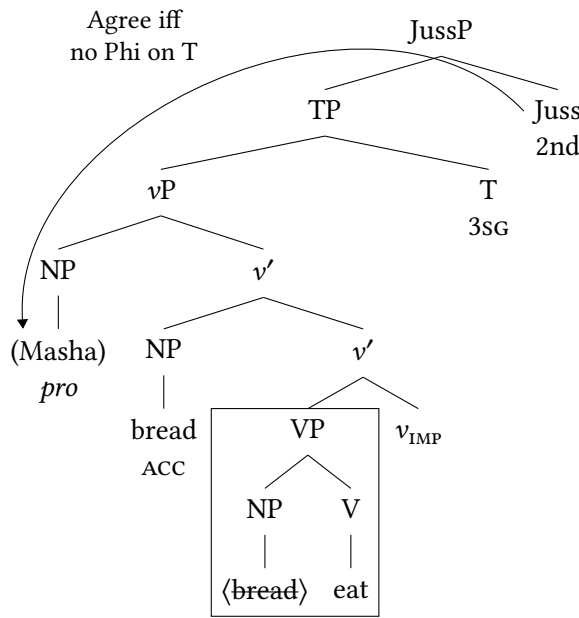 Agree iff
no Phi on T
JussP
TP
Juss
2nd
vP
T
3SG
NP
v′
(Masha)
pro
NP
v′
bread
ACC
VP
vIMP
NP
V
⟨bread⟩
eat